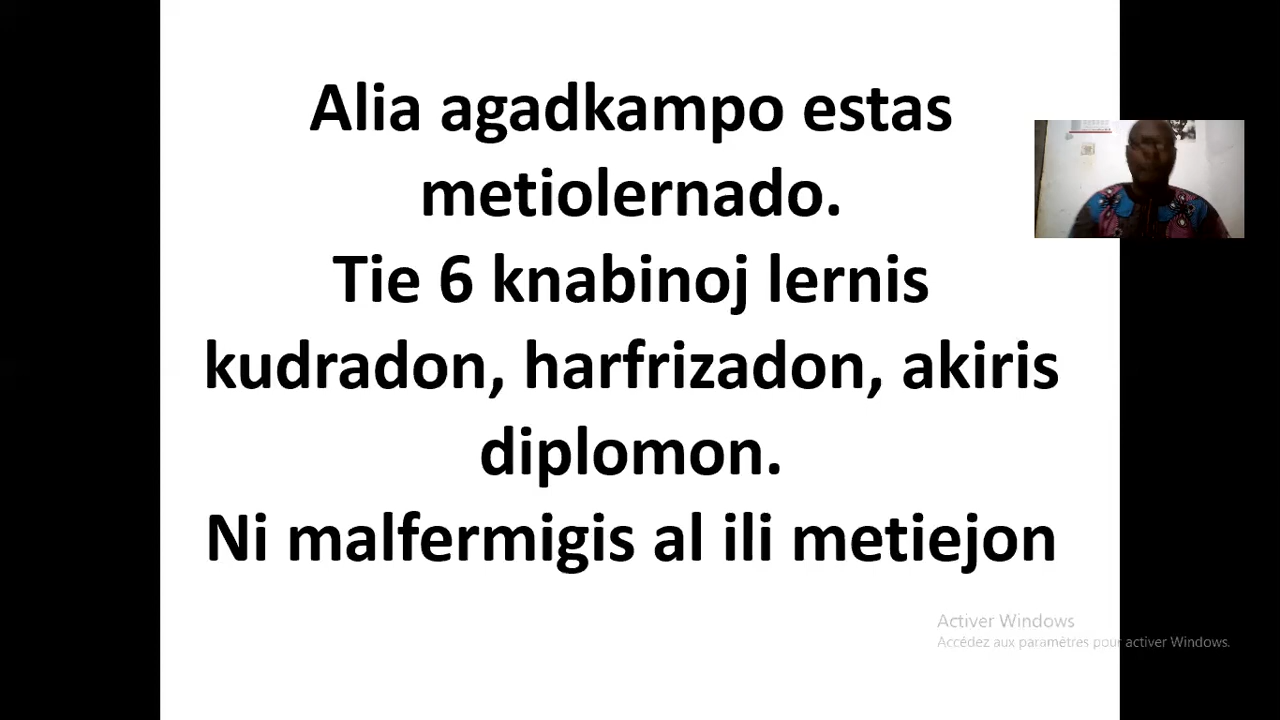 Alia agadkampo estas
metiolernado.
Tie 6 knabinoj lernis
kudradon, harfrizadon, akiris
diplomon.
Ni malfermigis al ili metiejon
Activer Windows
Accédez aux paramètres pour activer Windows.